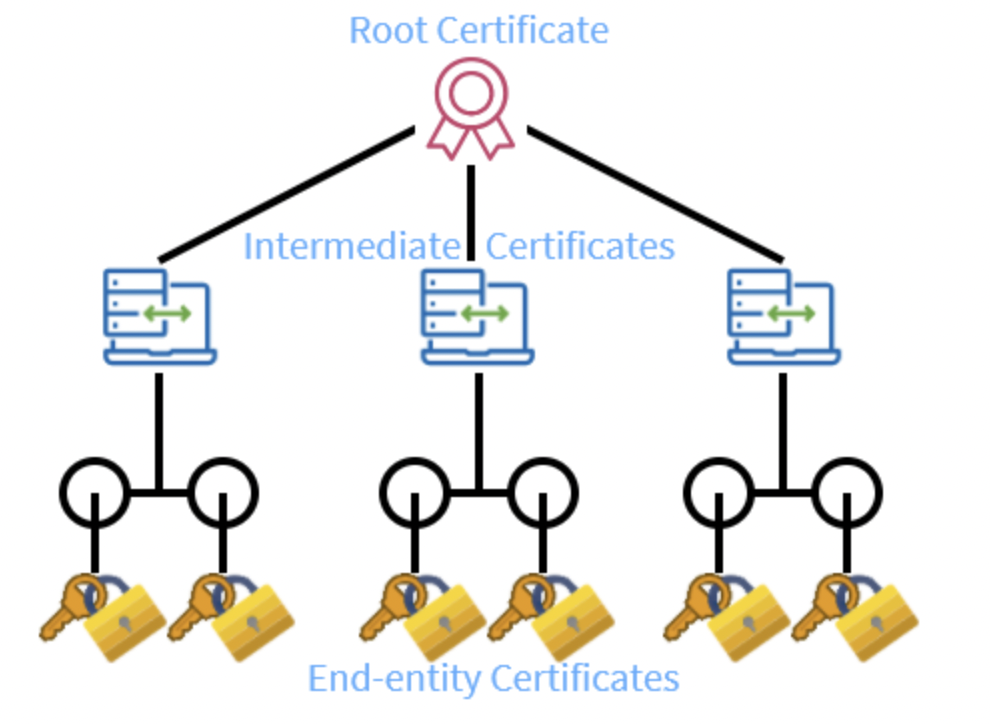 Root Certificate
Intermediate Certificates
End-entity Certificates